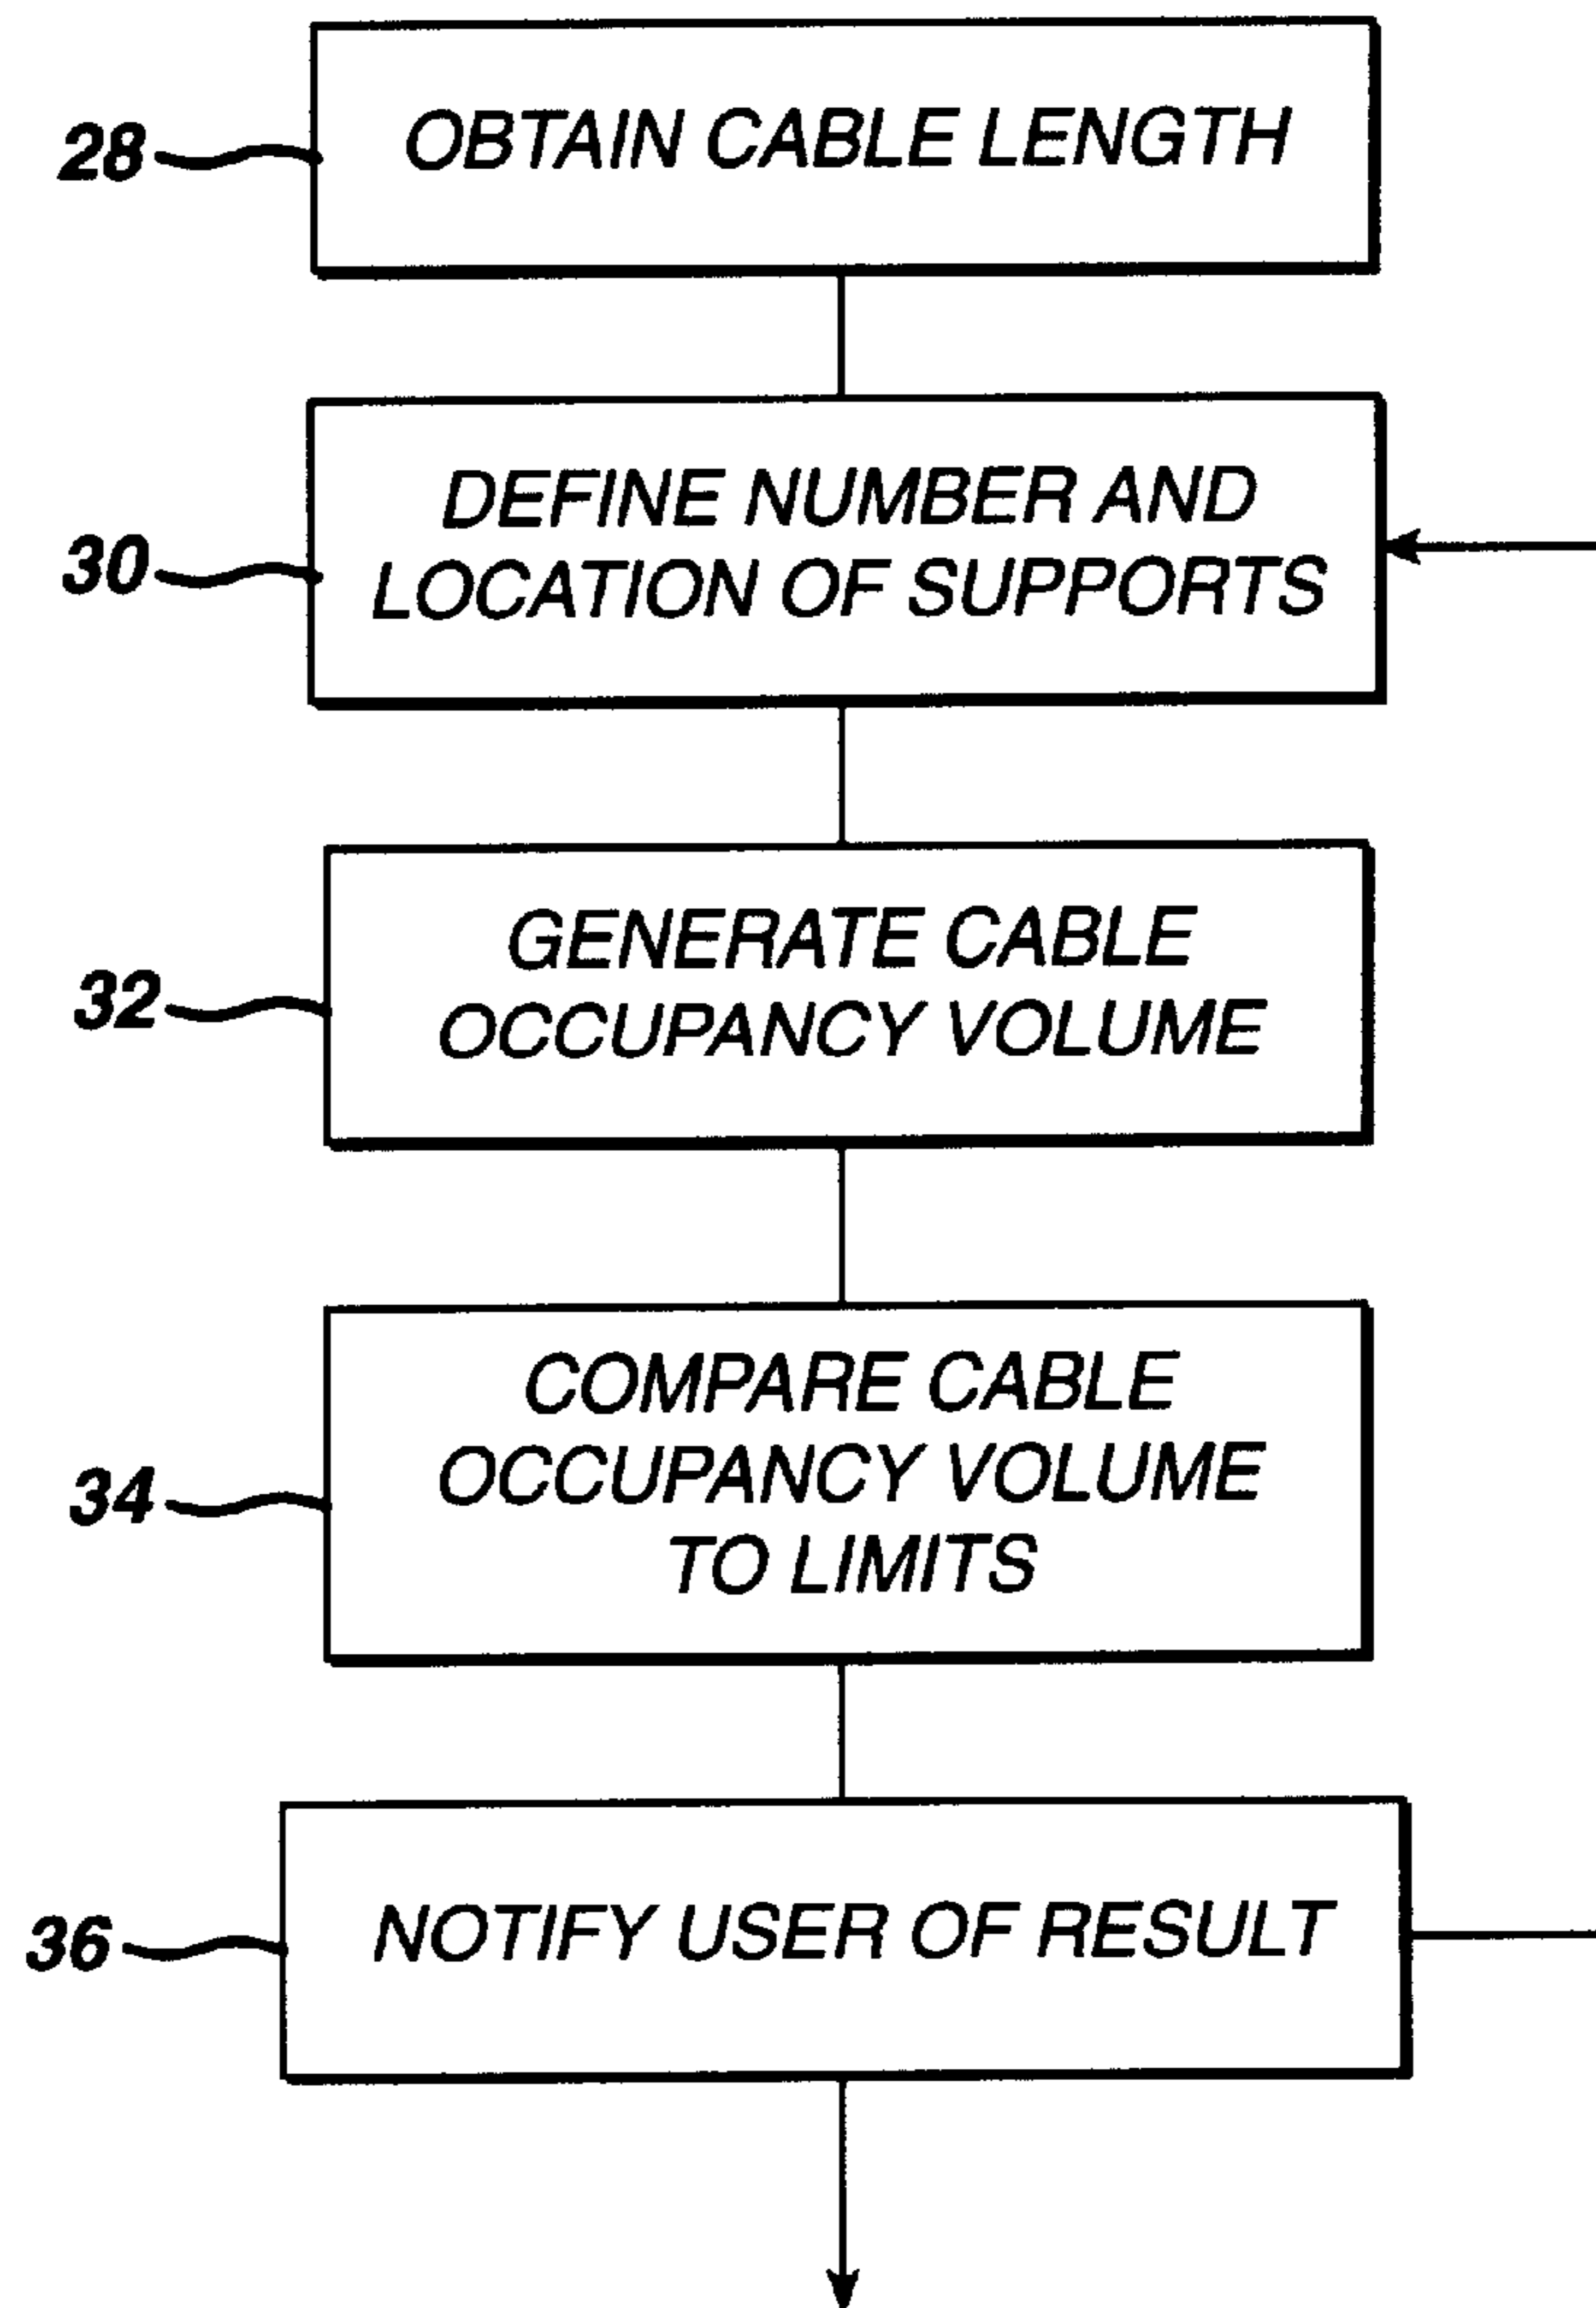 28
OBTAIN CABLE LENGTH
30
DEFINE NUMBER AND
LOCATION OF SUPPORTS
32
GENERATE CABLE
OCCUPANCY VOLUME
34
COMPARE CABLE
OCCUPANCY VOLUME
TO LIMITS
36
NOTIFY USER OF RESULT